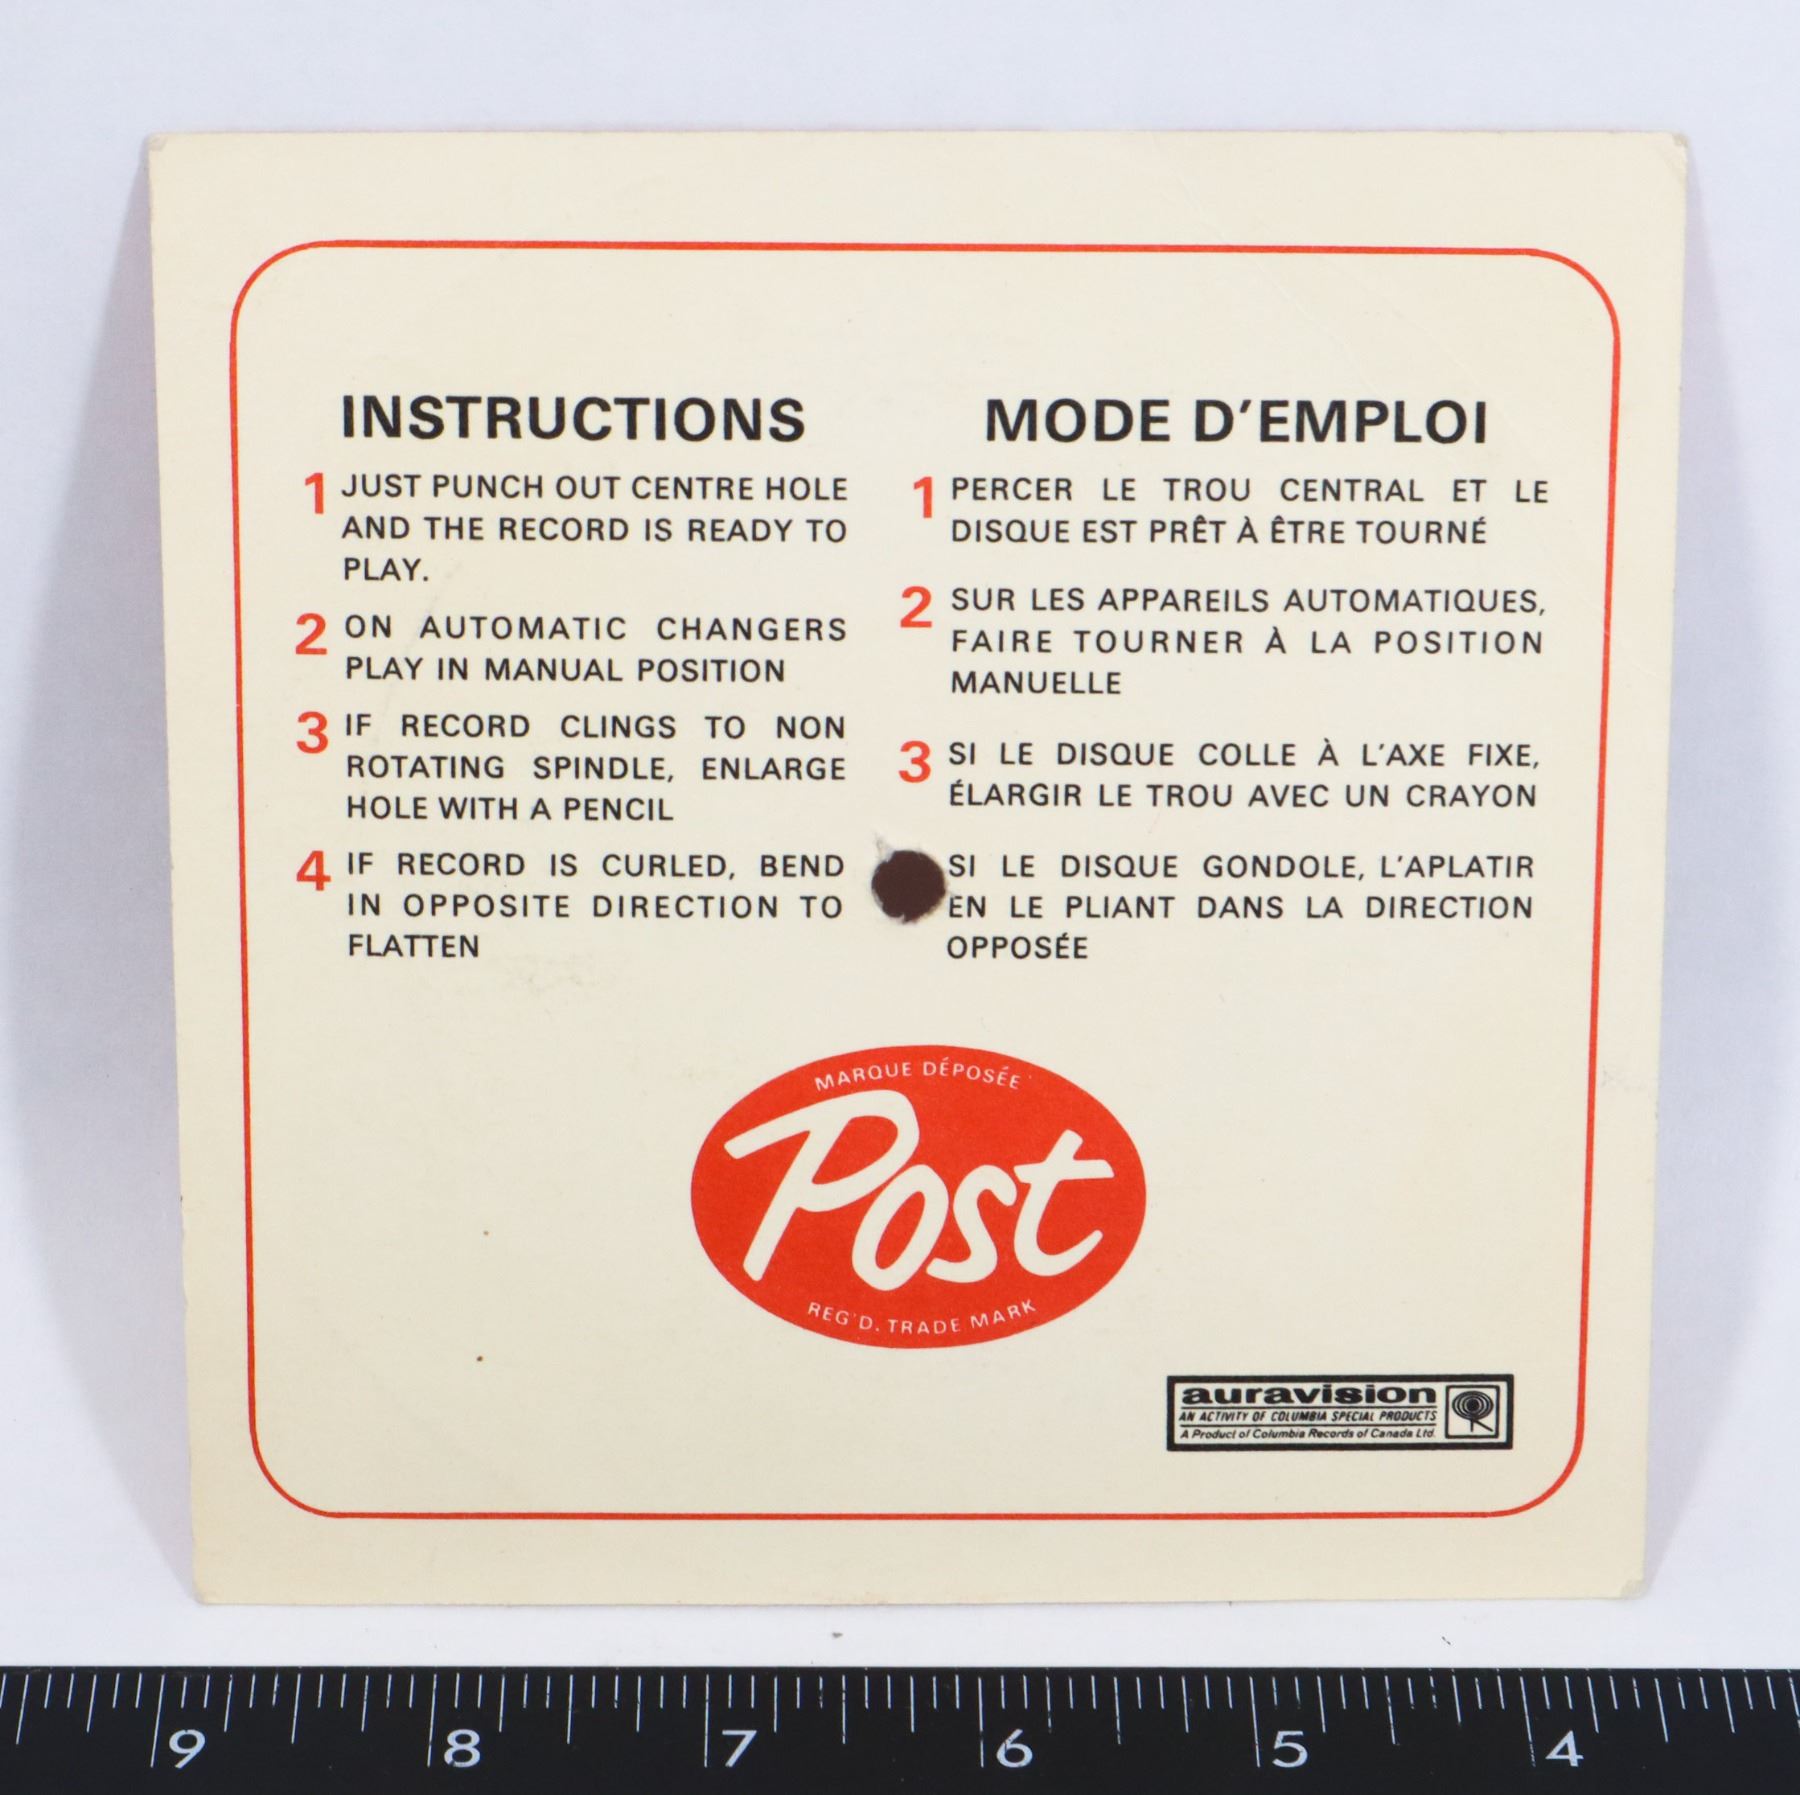 INSTRUCTIONS
1 JUST PUNCH OUT CENTRE HOLE
AND THE RECORD IS READY TO
PLAY.
2 ON AUTOMATIC CHANGERS
PLAY IN MANUAL POSITION
3 IF RECORD CLINGS TO NON
ROTATING SPINDLE, ENLARGE
HOLE WITH A PENCIL
4 IF RECORD IS CURLED, BEND
IN OPPOSITE DIRECTION TO
FLATTEN
MODE D'EMPLOI
1 PERCER LE TROU CENTRAL ET LE
DISQUE EST PRÊT À ÊTRE TOURNÉ
2 SUR LES APPAREILS AUTOMATIQUES,
FAIRE TOURNER À LA POSITION
MANUELLE
3 SI LE DISQUE COLLE À L'AXE FIXE,
ÉLARGIR LE TROU AVEC UN CRAYON
SI LE DISQUE GONDOLE, L'APLATIR
EN LE PLIANT DANS LA DIRECTION
OPPOSÉE
MARQUE DÉPOSÉE
Post
REG'D. TRADE MARK
auravision
AN ACTIVITY OF COLUMBIA SPECIAL PRODUCTS
A Product of Columbia Records of Canada Ltd.
9 8 7 6 5 4